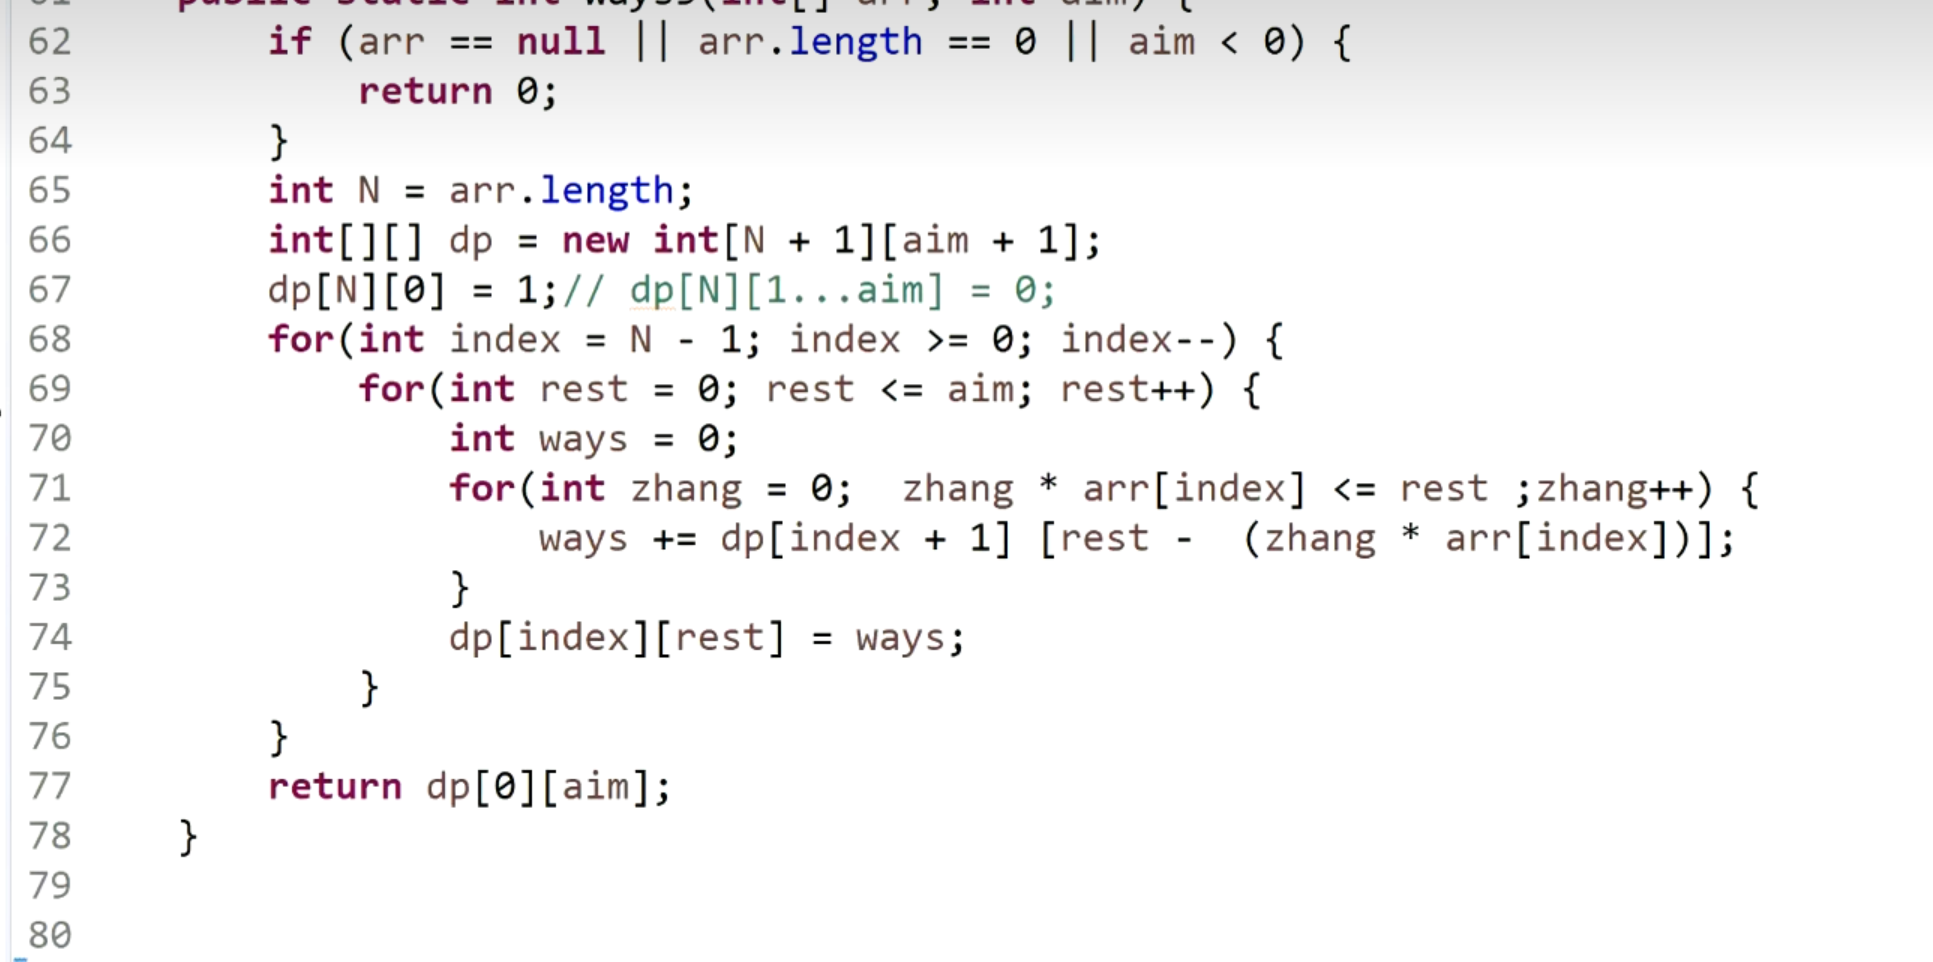 62 if (arr == null || arr.length == 0 || aim < 0) {
63 return 0;
64 }
65 int N = arr.length;
66 int[][] dp = new int[N + 1][aim + 1];
67 dp[N][0] = 1;// dp[N][1...aim] = 0;
68 for(int index = N - 1; index >= 0; index--) {
69 for(int rest = 0; rest <= aim; rest++) {
70 int ways = 0;
71 for(int zhang = 0;  zhang * arr[index] <= rest ;zhang++) {
72 ways += dp[index + 1] [rest -  (zhang * arr[index])];
73 }
74 dp[index][rest] = ways;
75 }
76 }
77 return dp[0][aim];
78 }
79
80